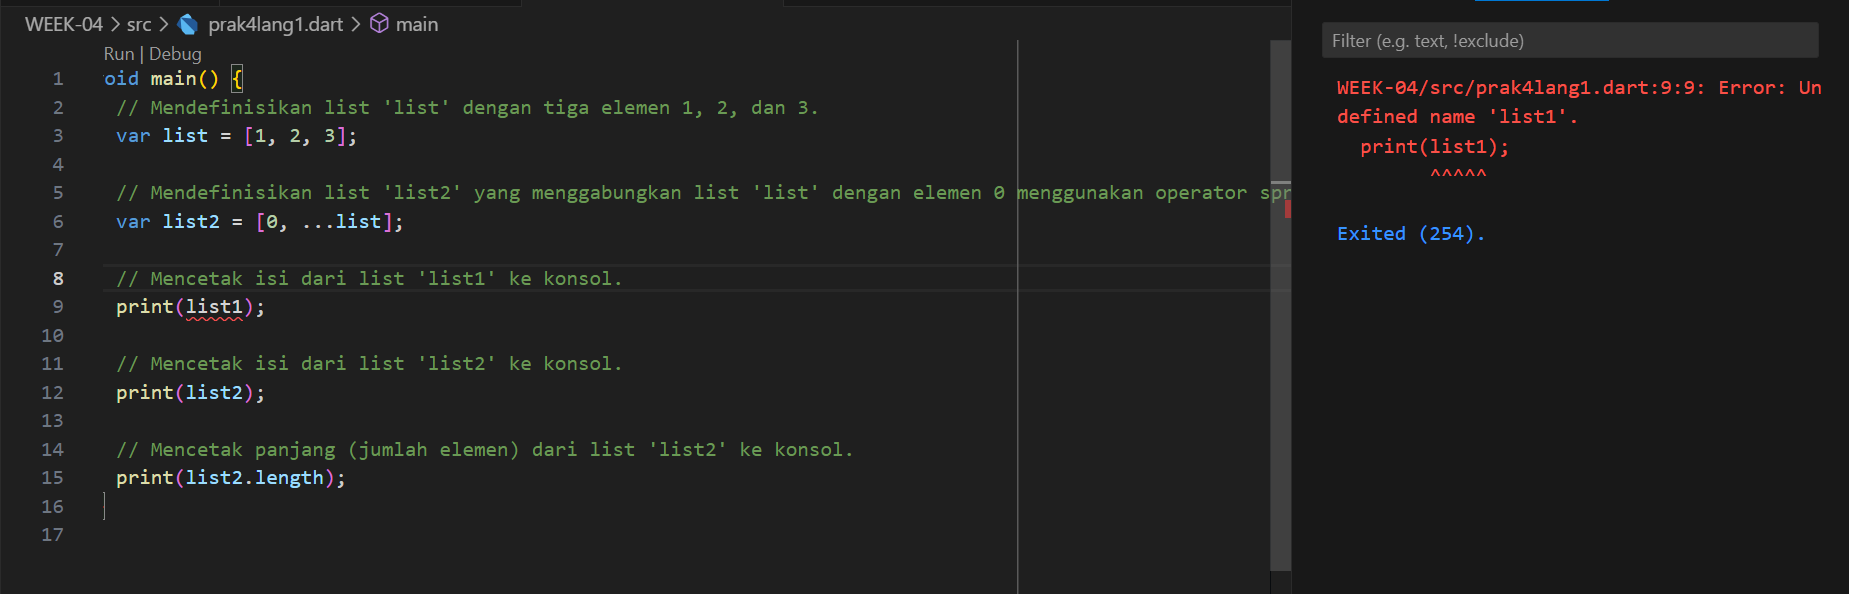 WEEK-04 > src > prak4lang1.dart > main
Run | Debug
1 oid main() {
2 // Mendefinisikan list 'list' dengan tiga elemen 1, 2, dan 3.
3 var list = [1, 2, 3];
4
5 // Mendefinisikan list 'list2' yang menggabungkan list 'list' dengan elemen 0 menggunakan operator spr
6 var list2 = [0, ...list];
7
8 // Mencetak isi dari list 'list1' ke konsol.
9 print(list1);
10
11 // Mencetak isi dari list 'list2' ke konsol.
12 print(list2);
13
14 // Mencetak panjang (jumlah elemen) dari list 'list2' ke konsol.
15 print(list2.length);
16
17
Filter (e.g. text, !exclude)
WEEK-04/src/prak4lang1.dart:9:9: Error: Un
defined name 'list1'.
print(list1);
^^^^^
Exited (254).